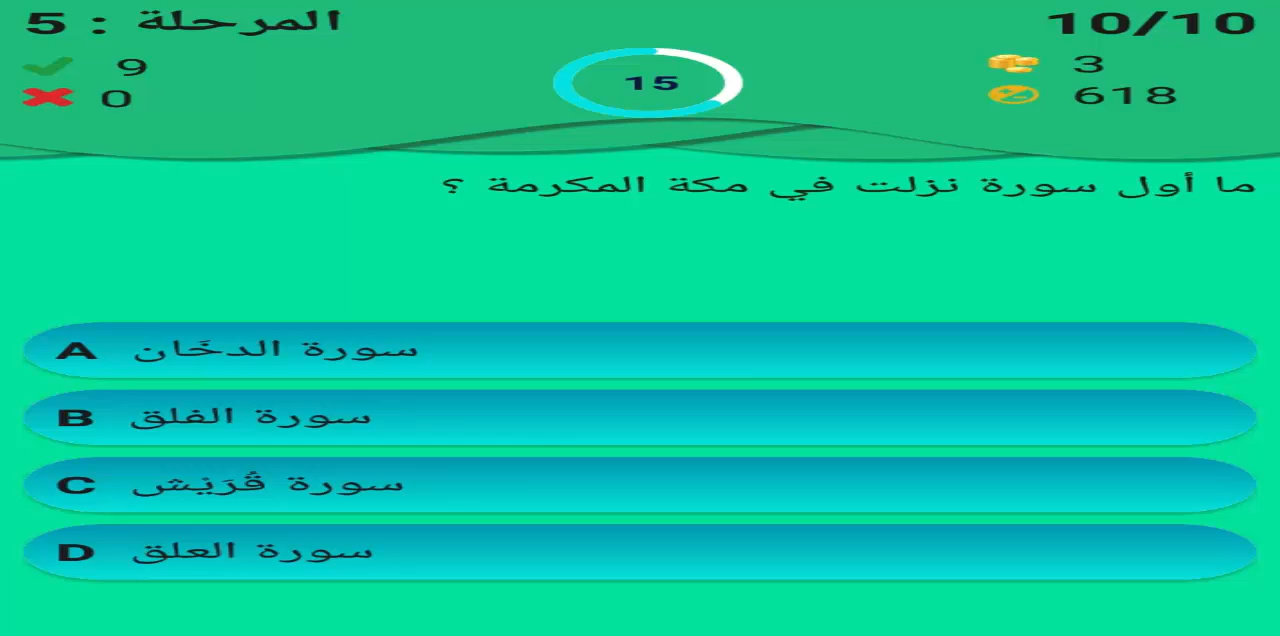 المرحلة : 5
10/10
9
0
15
3
618
ما أول سورة نزلت في مكة المكرمة ؟
A سورة الدخَان
B سورة الفلق
C سورة قُرَيْش
D سورة العلق